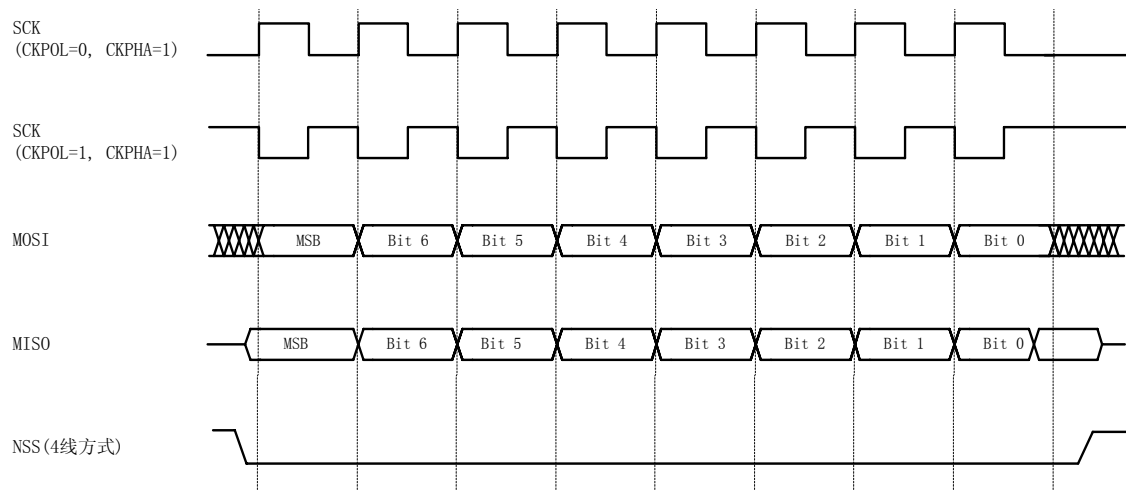 SCK
(CKPOL=0, CKPHA=1)
SCK
(CKPOL=1, CKPHA=1)
MOSI
MSB Bit 6 Bit 5 Bit 4 Bit 3 Bit 2 Bit 1 Bit 0
MISO
MSB Bit 6 Bit 5 Bit 4 Bit 3 Bit 2 Bit 1 Bit 0
NSS(4线方式)